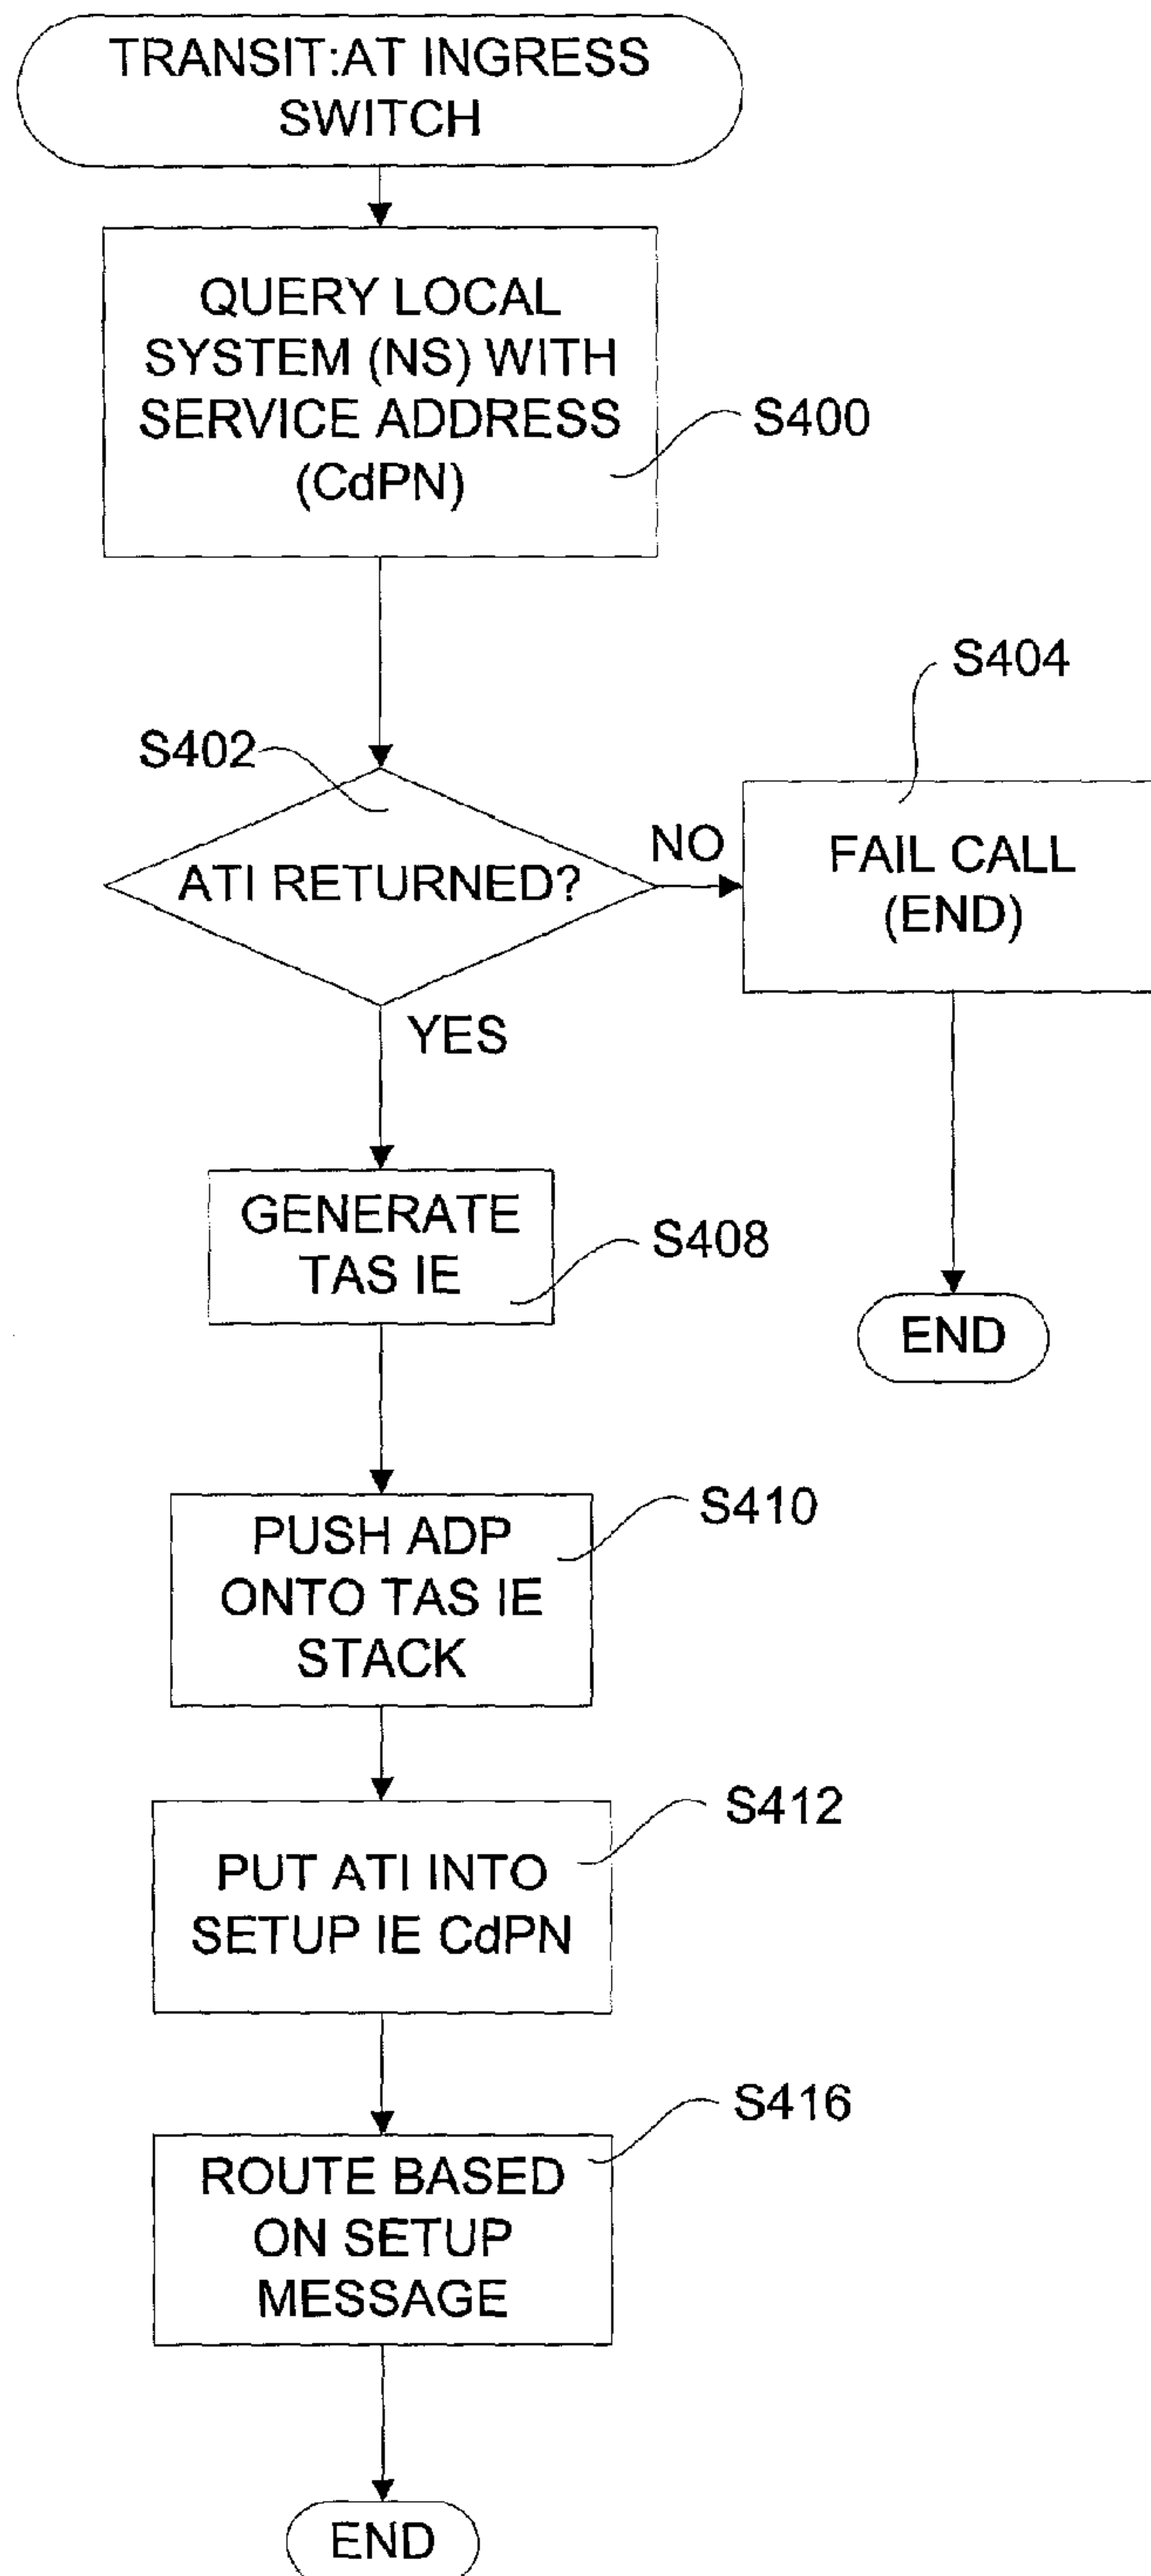 TRANSIT:AT INGRESS
SWITCH
QUERY LOCAL
SYSTEM (NS) WITH
SERVICE ADDRESS
(CdPN)
S400
S402
ATI RETURNED?
NO
YES
S404
FAIL CALL
(END)
END
GENERATE
TAS IE
S408
PUSH ADP
ONTO TAS IE
STACK
S410
PUT ATI INTO
SETUP IE CdPN
S412
ROUTE BASED
ON SETUP
MESSAGE
S416
END